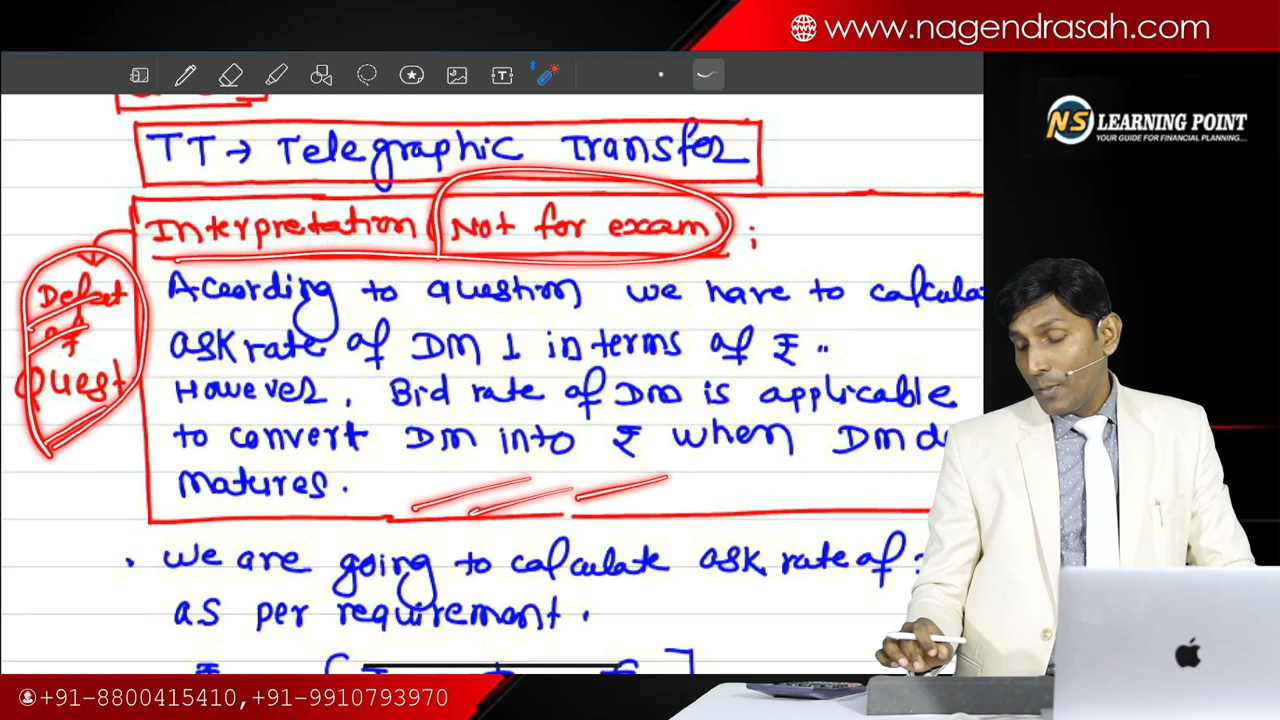 www.nagendrasah.com
NS LEARNING POINT
YOUR GUIDE FOR FINANCIAL PLANNING....
TT → Telegraphic Transfer
Interpretation (Not for exam) :
Defect
of
Quest
According to question we have to calcula
ask rate of DM 1 in terms of ₹ ..
However, Bid rate of DM is applicable
to convert DM into ₹ when DM d
matures.
. we are going to calculate ask rate of
as per requirement.
+91-8800415410,+91-9910793970